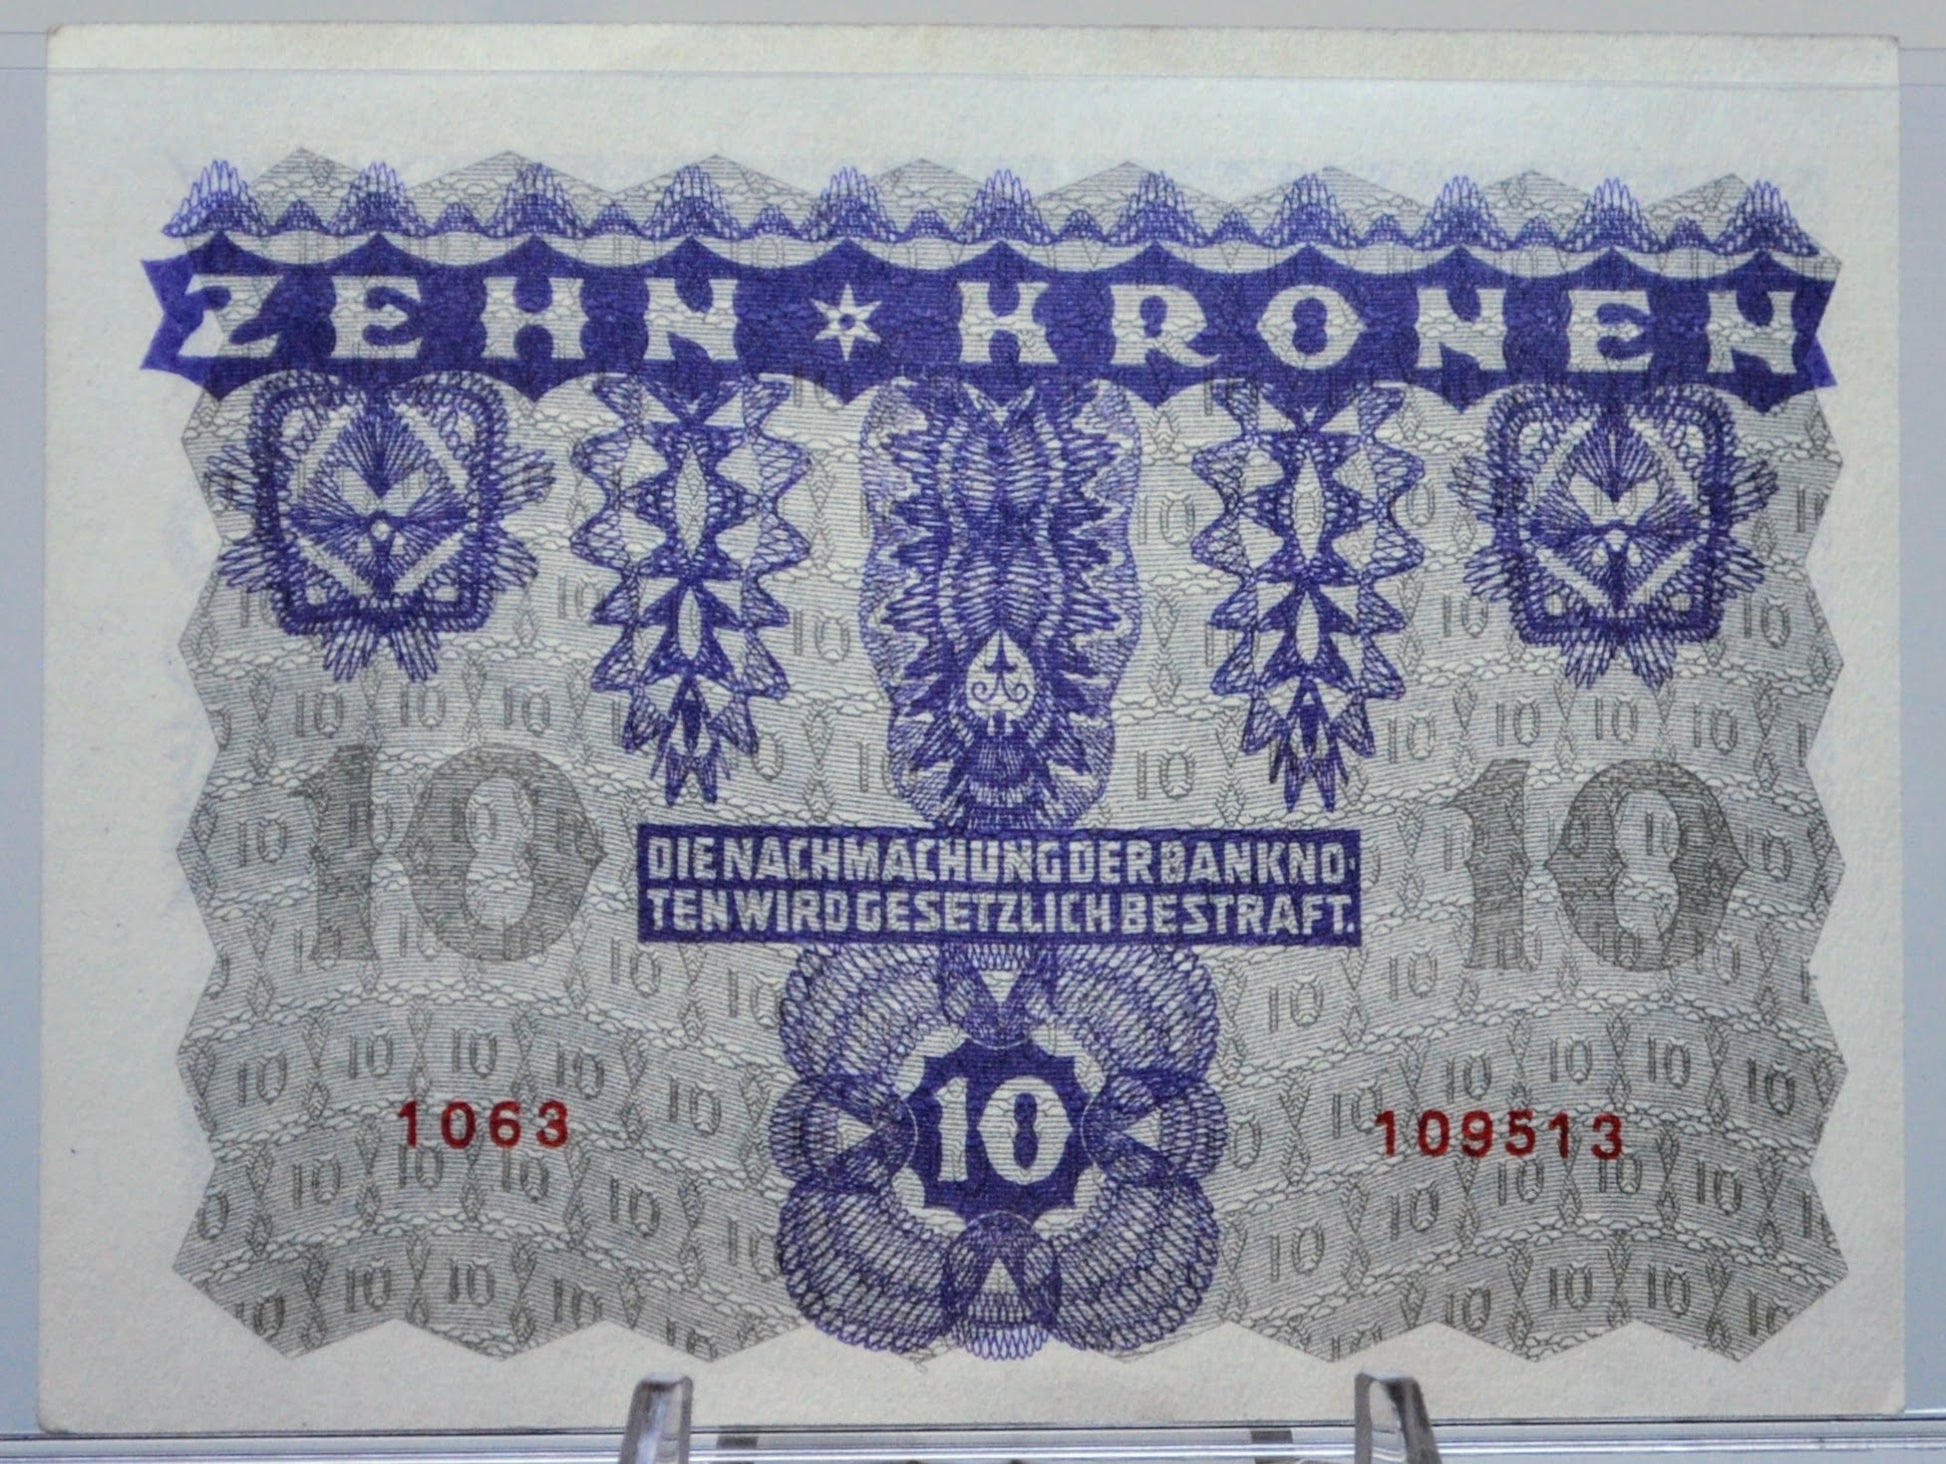 ZEHN ✶ KRONEN
10 10
DIE NACHMACHUNG DER BANKNO-
TEN WIRD GESETZLICH BESTRAFT.
1063 10 109513